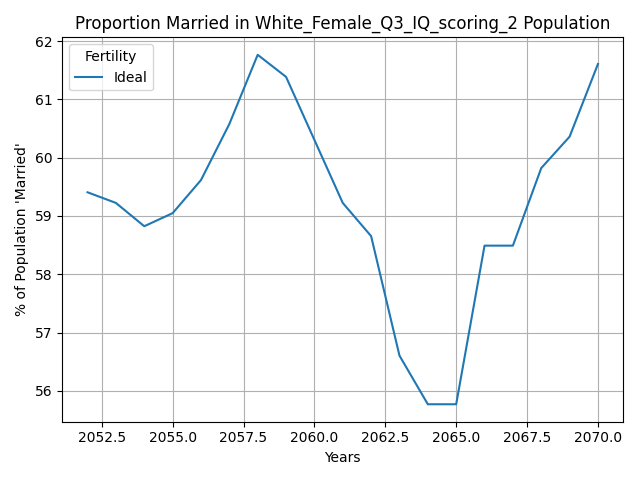 Proportion Married in White_Female_Q3_IQ_scoring_2 Population
Fertility
Ideal
% of Population 'Married'
62
61
60
59
58
57
56
2052.5 2055.0 2057.5 2060.0 2062.5 2065.0 2067.5 2070.0
Years